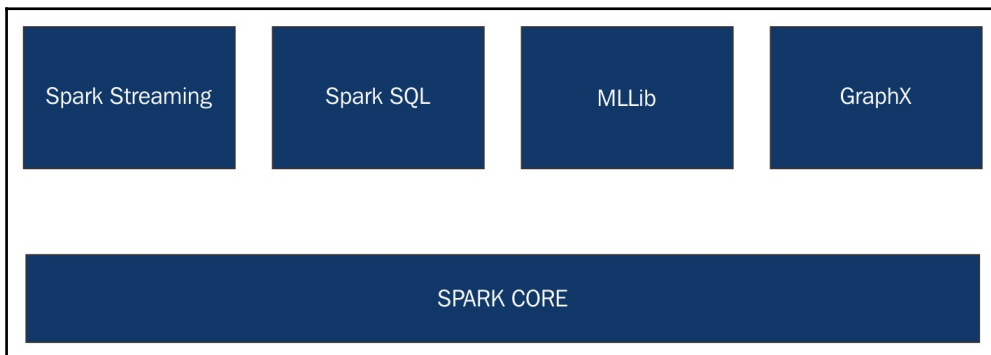 Spark Streaming
Spark SQL
MLLib
GraphX
SPARK CORE